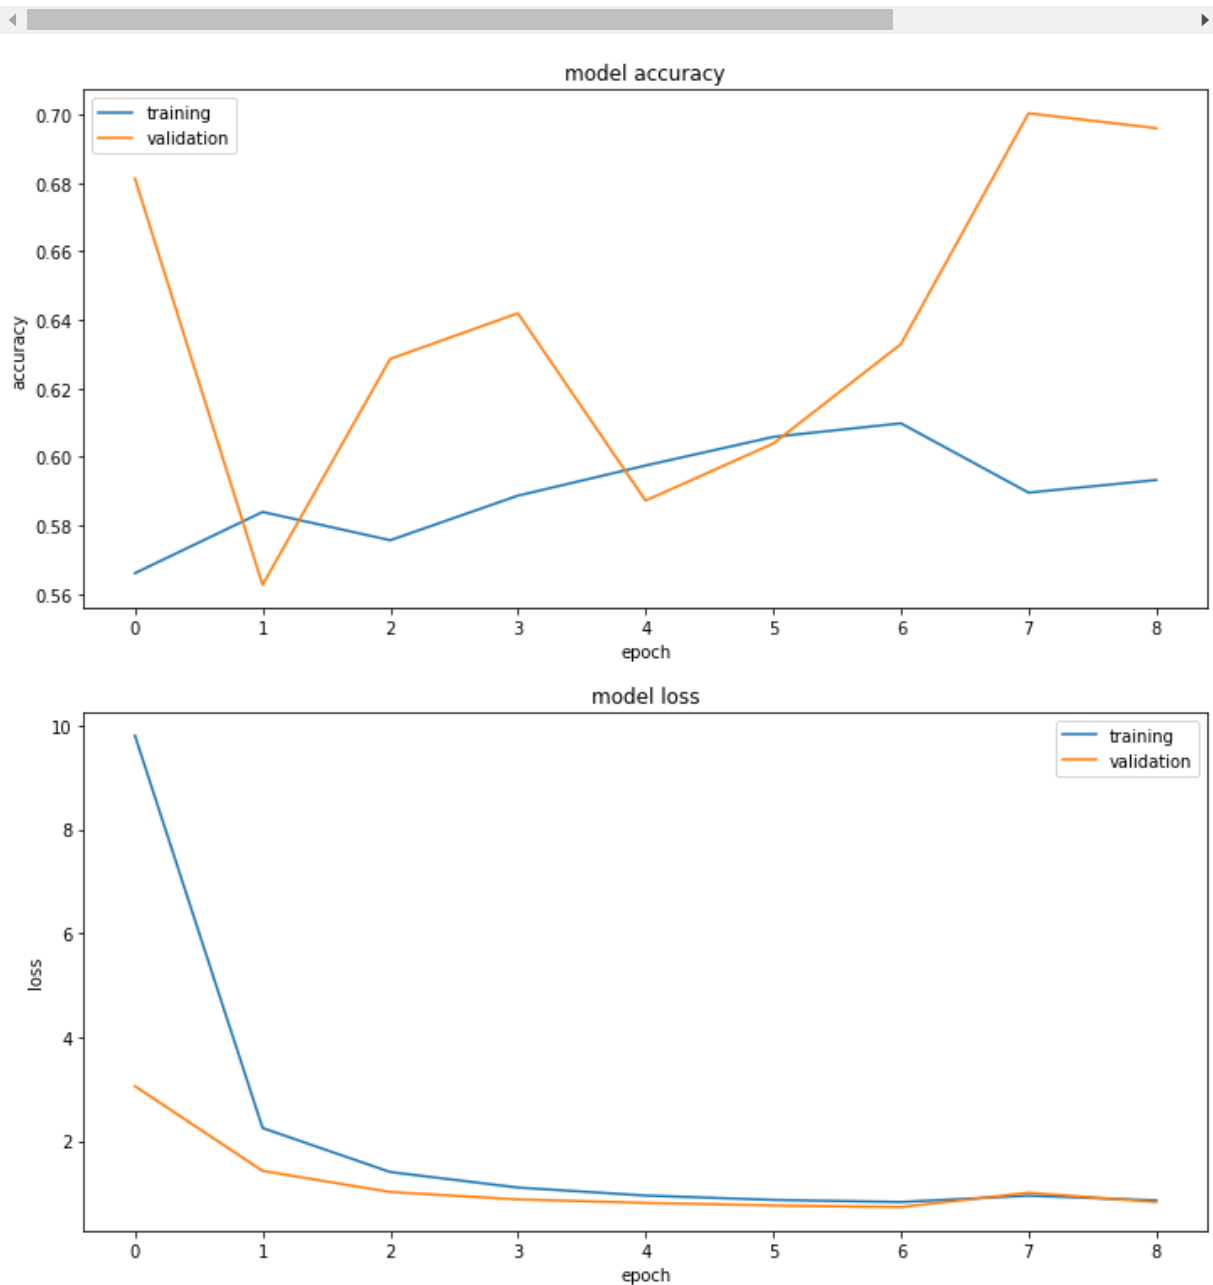 model accuracy
training
validation
0.70
0.68
0.66
0.64
0.62
0.60
0.58
0.56
accuracy
0 1 2 3 4 5 6 7 8
epoch
model loss
training
validation
10
8
6
4
2
loss
0 1 2 3 4 5 6 7 8
epoch